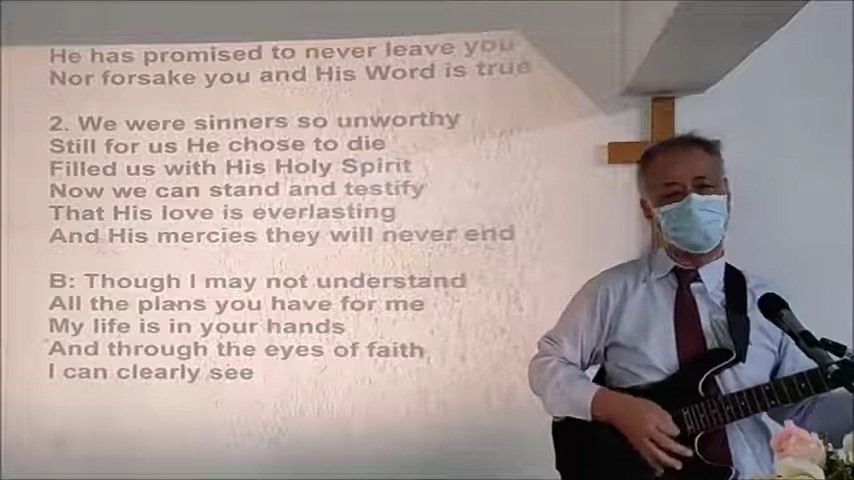 He has promised to never leave you
Nor forsake you and His Word is true
2. We were sinners so unworthy
Still for us He chose to die
Filled us with His Holy Spirit
Now we can stand and testify
That His love is everlasting
And His mercies they will never end
B: Though I may not understand
All the plans you have for me
My life is in your hands
And through the eyes of faith
I can clearly see